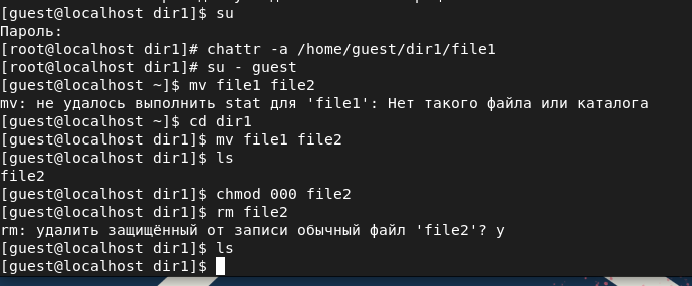 [guest@localhost dir1]$ su
Пароль:
[root@localhost dir1]# chattr -a /home/guest/dir1/file1
[root@localhost dir1]# su - guest
[guest@localhost ~]$ mv file1 file2
mv: не удалось выполнить stat для 'file1': Нет такого файла или каталога
[guest@localhost ~]$ cd dir1
[guest@localhost dir1]$ mv file1 file2
[guest@localhost dir1]$ ls
file2
[guest@localhost dir1]$ chmod 000 file2
[guest@localhost dir1]$ rm file2
rm: удалить защищённый от записи обычный файл 'file2'? y
[guest@localhost dir1]$ ls
[guest@localhost dir1]$